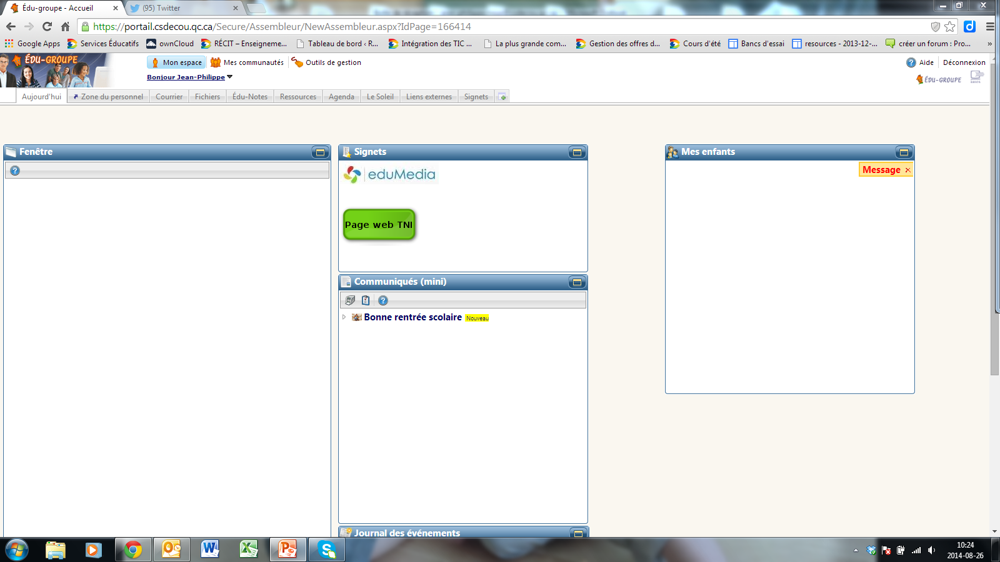 Édu-groupe - Accueil
(95) Twitter
https://portail.csdecou.qc.ca/Secure/Assembleur/NewAssembleur.aspx?IdPage=166414
Google Apps Services Éducatifs ownCloud RÉCIT – Enseigneme... Tableau de bord ‹ R... Intégration des TIC ... La plus grande com... Gestion des offres d... Cours d'été Bancs d'essai resources - 2013-12-... créer un forum : Pro... »
ÉDU-GROUPE
Mon espace Mes communautés Outils de gestion
Aide Déconnexion
Bonjour Jean-Philippe
ÉDU-GROUPE
Aujourd'hui Zone du personnel Courrier Fichiers Édu-Notes Ressources Agenda Le Soleil Liens externes Signets
Fenêtre
Signets
eduMedia
Page web TNI
Communiqués (mini)
Bonne rentrée scolaire Nouveau
Journal des événements
Mes enfants
Message ×
10:24
2014-08-26